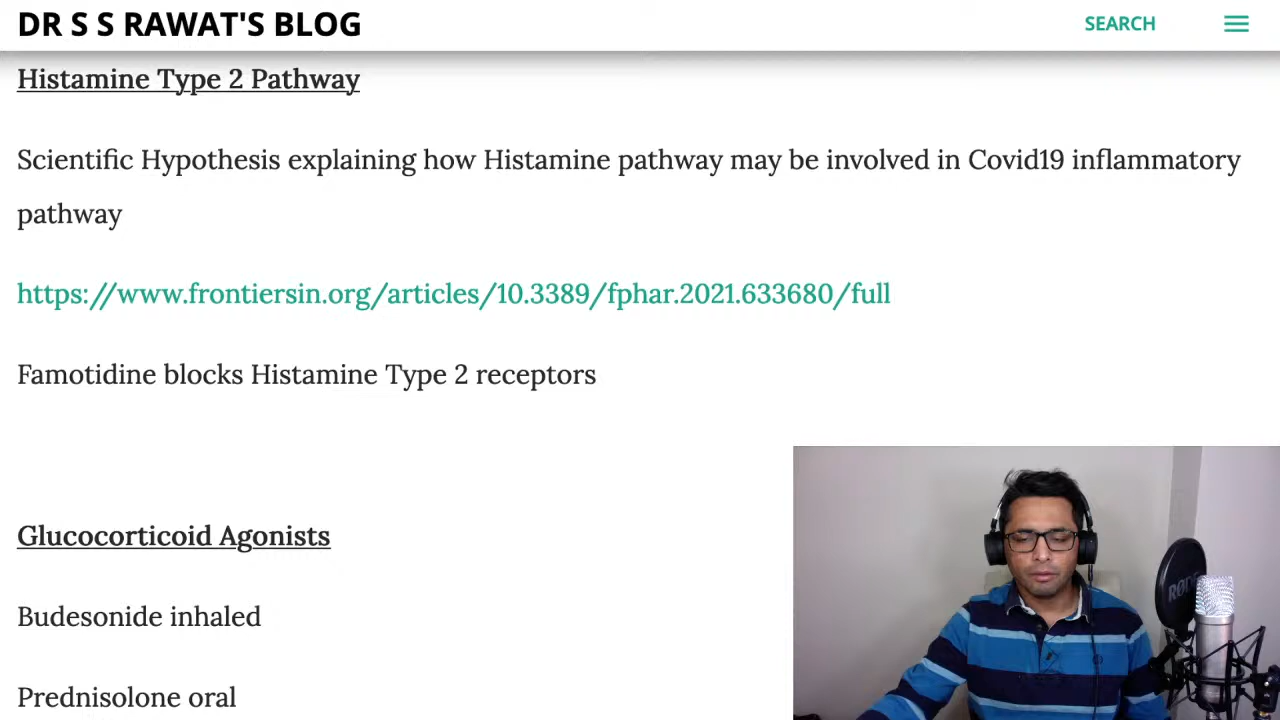 DR S S RAWAT'S BLOG
SEARCH
Histamine Type 2 Pathway
Scientific Hypothesis explaining how Histamine pathway may be involved in Covid19 inflammatory
pathway
https://www.frontiersin.org/articles/10.3389/fphar.2021.633680/full
Famotidine blocks Histamine Type 2 receptors
Glucocorticoid Agonists
Budesonide inhaled
Prednisolone oral
RODE